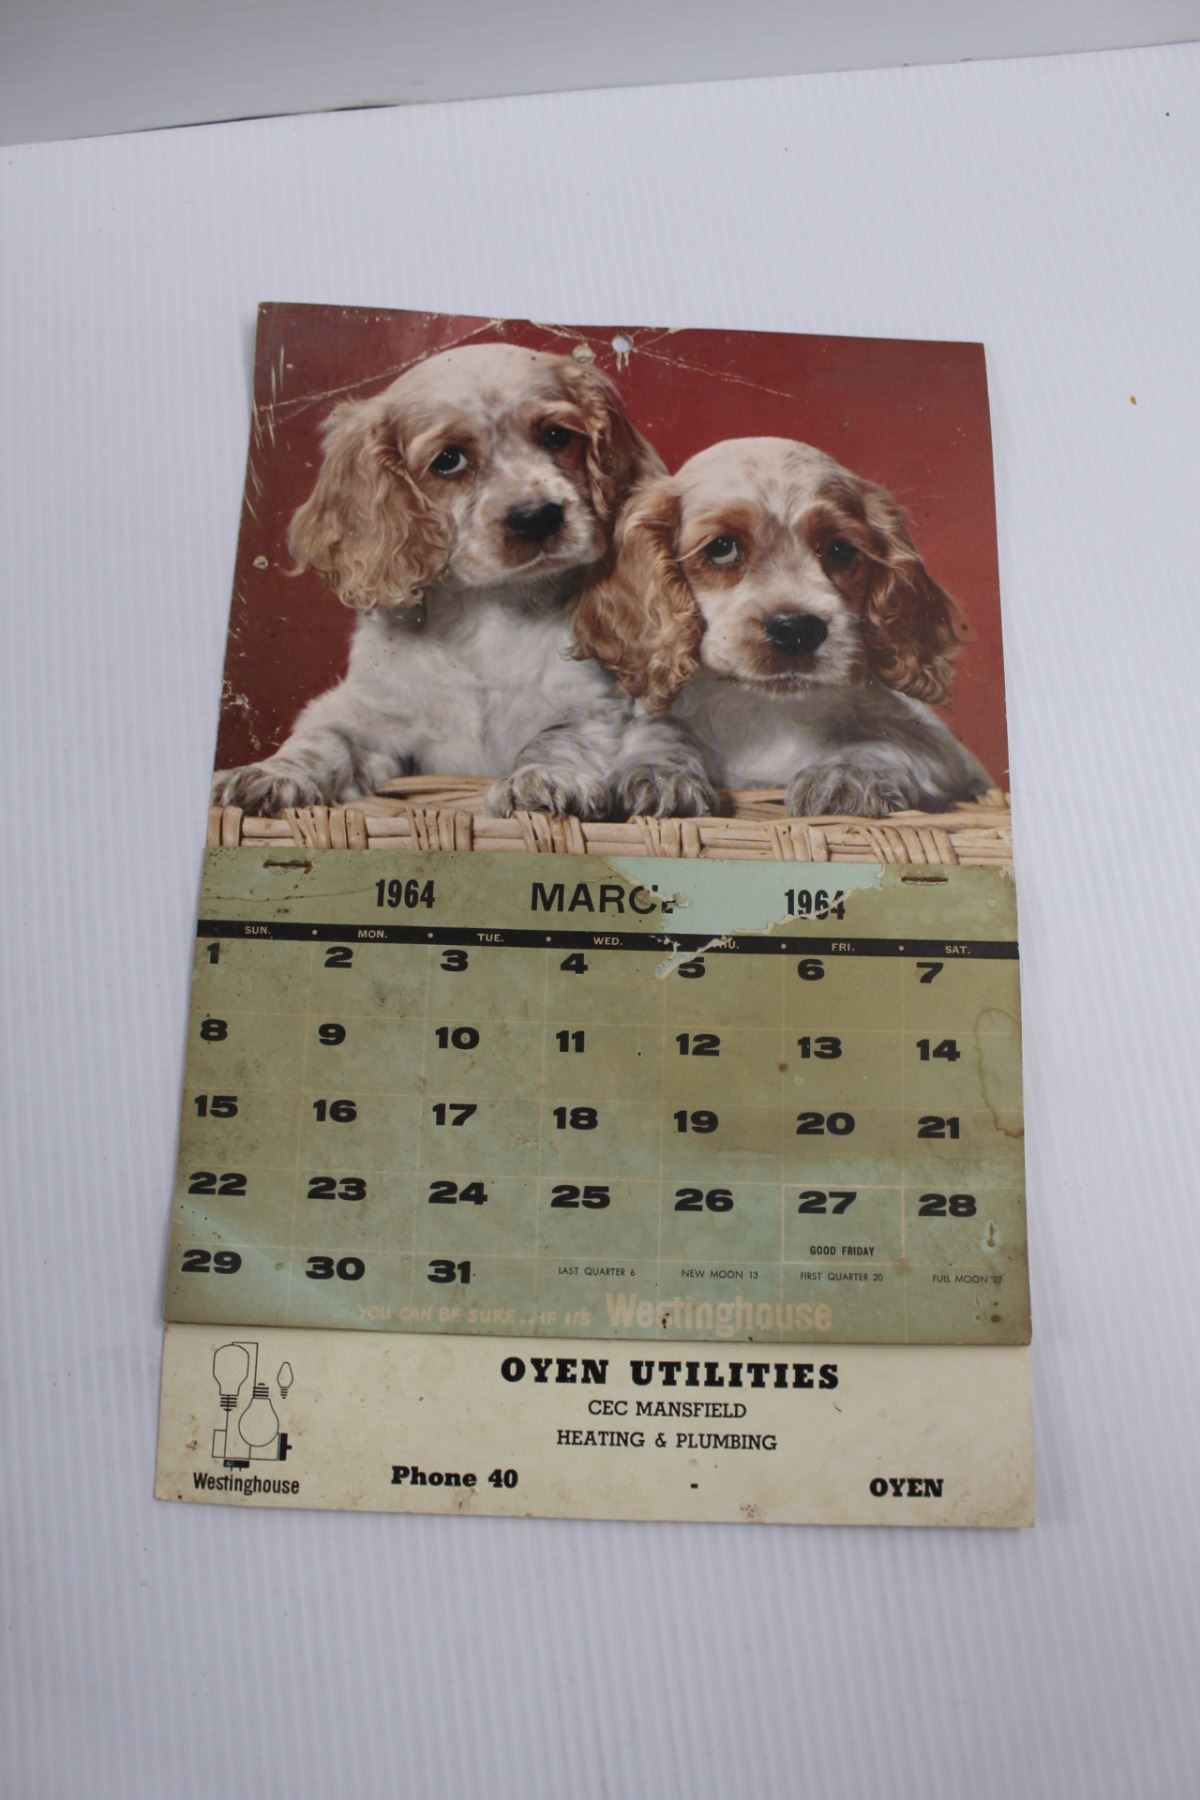 1964 MARCH 1964
SUN. • MON. • TUE. • WED. THU. • FRI. • SAT.
1 2 3 4 5 6 7
8 9 10 11 12 13 14
15 16 17 18 19 20 21
22 23 24 25 26 27 28
GOOD FRIDAY
29 30 31 LAST QUARTER 6 NEW MOON 13 FIRST QUARTER 20 FULL MOON 27
YOU CAN BE SURE...IF IT'S Westinghouse
OYEN UTILITIES
CEC MANSFIELD
HEATING & PLUMBING
Westinghouse
Phone 40 - OYEN